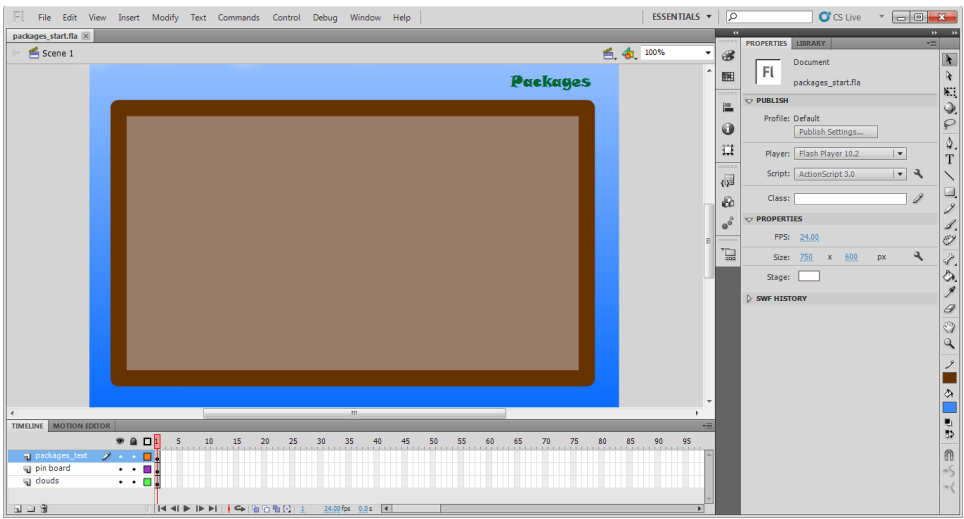 Fl File Edit View Insert Modify Text Commands Control Debug Window Help ESSENTIALS CS Live
packages_start.fla
Scene 1 100%
Packages
PROPERTIES LIBRARY
Fl
Document
packages_start.fla
PUBLISH
Profile: Default
Publish Settings...
Player: Flash Player 10.2
Script: ActionScript 3.0
Class:
PROPERTIES
FPS: 24.00
Size: 750 x 600 px
Stage:
SWF HISTORY
T
TIMELINE MOTION EDITOR
1 5 10 15 20 25 30 35 40 45 50 55 60 65 70 75 80 85 90 95
packages_text
pin board
clouds
1 24.00 fps 0.0 s